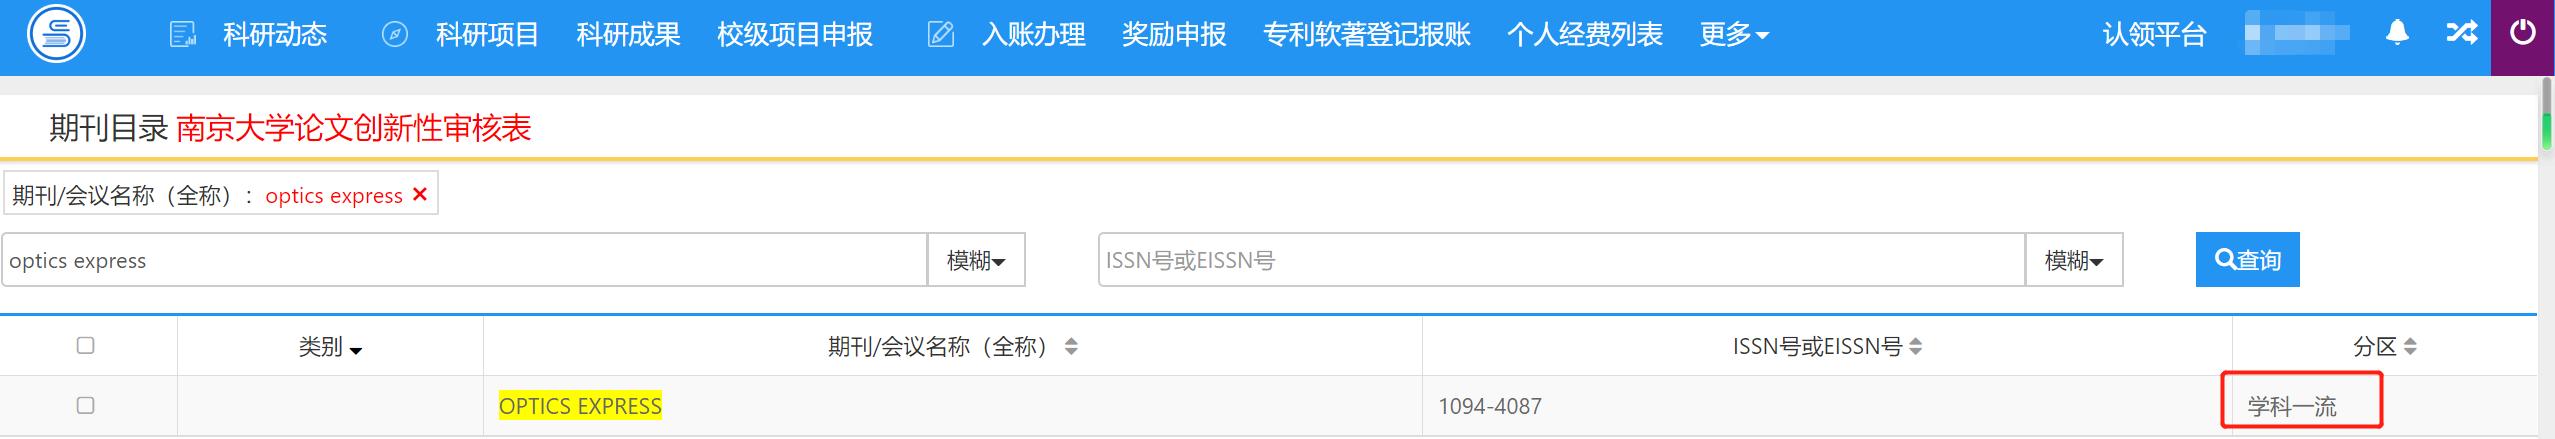 科研动态 科研项目 科研成果 校级项目申报 入账办理 奖励申报 专利软著登记报账 个人经费列表 更多 认领平台
期刊目录 南京大学论文创新性审核表
期刊/会议名称（全称）: optics express ×
optics express 模糊 ISSN号或EISSN号 模糊 查询
类别 期刊/会议名称（全称） ISSN号或EISSN号 分区
OPTICS EXPRESS 1094-4087 学科一流